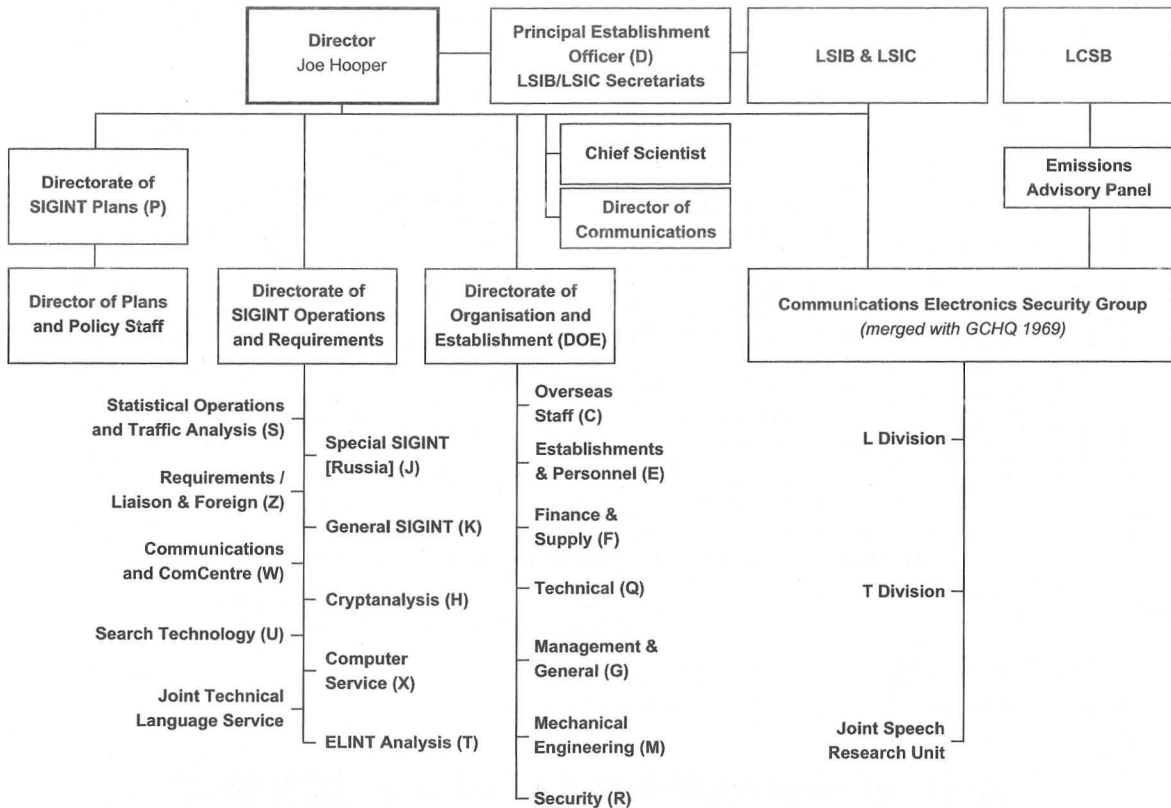 Director
Joe Hooper
Principal Establishment
Officer (D)
LSIB/LSIC Secretariats
LSIB & LSIC
LCSB
Chief Scientist
Director of
Communications
Emissions
Advisory Panel
Directorate of
SIGINT Plans (P)
Director of Plans
and Policy Staff
Directorate of
SIGINT Operations
and Requirements
Directorate of
Organisation and
Establishment (DOE)
Communications Electronics Security Group
(merged with GCHQ 1969)
Statistical Operations
and Traffic Analysis (S)
Requirements /
Liaison & Foreign (Z)
Communications
and ComCentre (W)
Search Technology (U)
Joint Technical
Language Service
Special SIGINT
[Russia] (J)
General SIGINT (K)
Cryptanalysis (H)
Computer
Service (X)
ELINT Analysis (T)
Overseas
Staff (C)
Establishments
& Personnel (E)
Finance &
Supply (F)
Technical (Q)
Management &
General (G)
Mechanical
Engineering (M)
Security (R)
L Division
T Division
Joint Speech
Research Unit